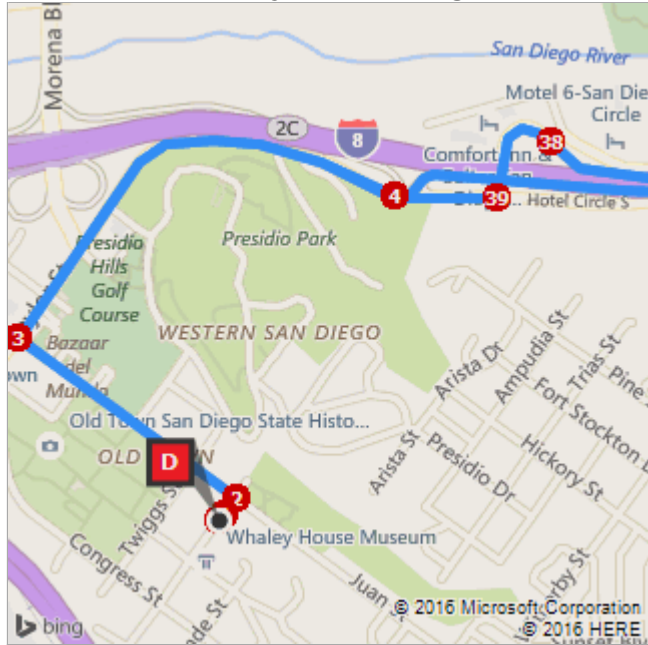 Morena Bl
San Diego River
Motel 6-San Die
Circle
2C
8
38
Comfort Inn &
4
39
Hotel Circle S
Presidio
Hills
Golf
Course
Presidio Park
3
Bazaar
del
Mundo
own
WESTERN SAN DIEGO
Arista Dr
Ampudia St
Trias St
Pine
Fort Stockton
Old Town San Diego State Histo...
Arista St
Presidio Dr
Hickory St
OLD
D
Twiggs St
2
Whaley House Museum
Congress St
Juan St
© 2016 Microsoft Corporation
© 2016 HERE
bing